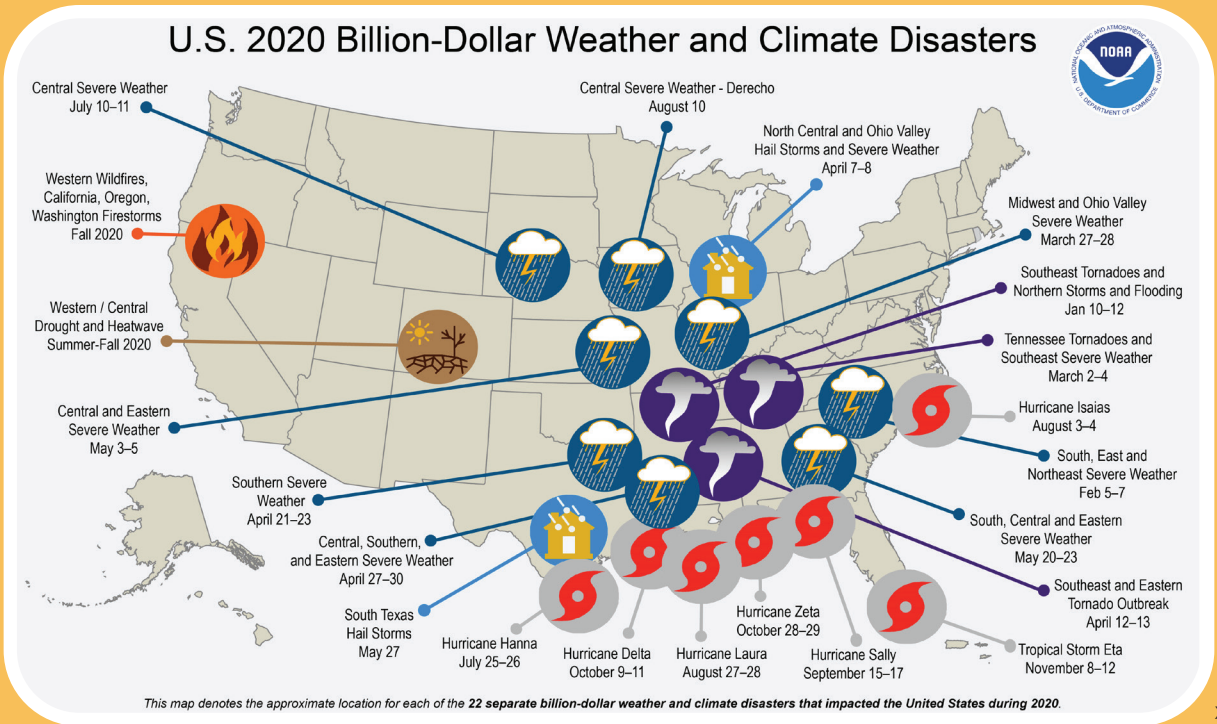 U.S. 2020 Billion-Dollar Weather and Climate Disasters
NATIONAL OCEANIC AND ATMOSPHERIC ADMINISTRATION
NOAA
U.S. DEPARTMENT OF COMMERCE
Central Severe Weather
July 10–11
Central Severe Weather - Derecho
August 10
North Central and Ohio Valley
Hail Storms and Severe Weather
April 7–8
Western Wildfires,
California, Oregon,
Washington Firestorms
Fall 2020
Midwest and Ohio Valley
Severe Weather
March 27–28
Southeast Tornadoes and
Northern Storms and Flooding
Jan 10–12
Western / Central
Drought and Heatwave
Summer-Fall 2020
Tennessee Tornadoes and
Southeast Severe Weather
March 2–4
Central and Eastern
Severe Weather
May 3–5
Hurricane Isaias
August 3–4
South, East and
Northeast Severe Weather
Feb 5–7
Southern Severe
Weather
April 21–23
South, Central and Eastern
Severe Weather
May 20–23
Central, Southern,
and Eastern Severe Weather
April 27–30
Southeast and Eastern
Tornado Outbreak
April 12–13
South Texas
Hail Storms
May 27
Hurricane Hanna
July 25–26
Hurricane Delta
October 9–11
Hurricane Laura
August 27–28
Hurricane Zeta
October 28–29
Hurricane Sally
September 15–17
Tropical Storm Eta
November 8–12
This map denotes the approximate location for each of the 22 separate billion-dollar weather and climate disasters that impacted the United States during 2020.